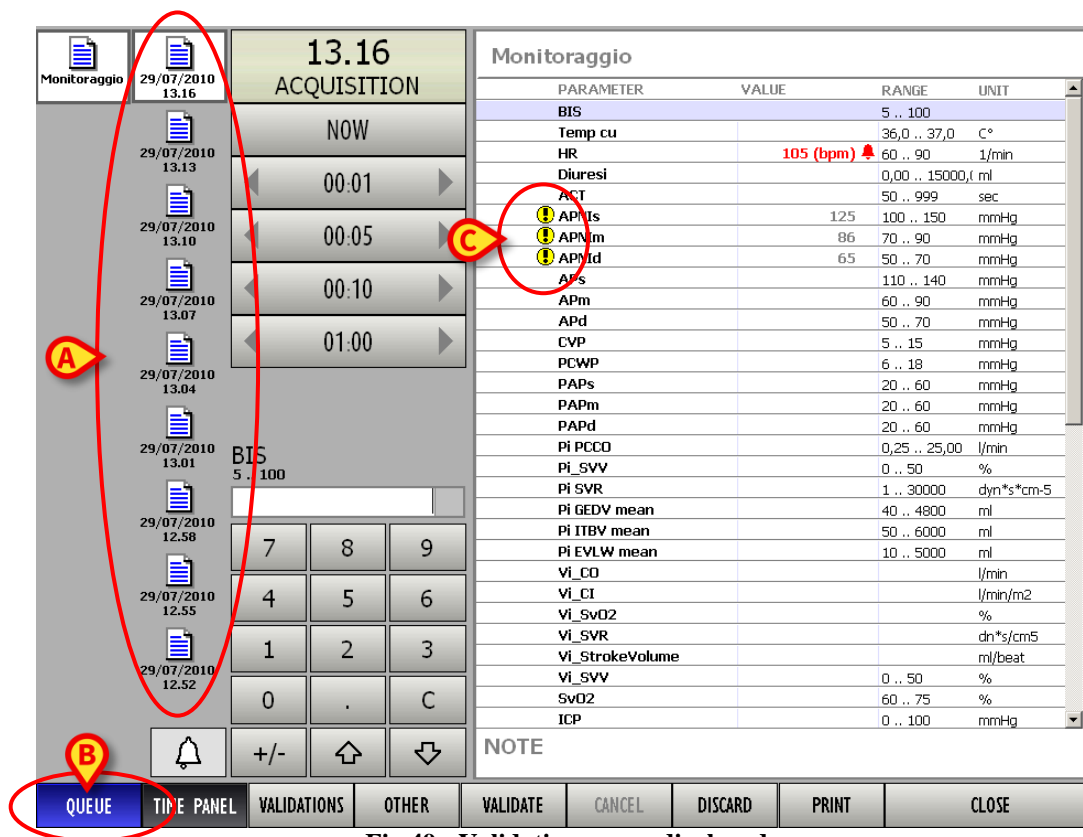 Monitoraggio
29/07/2010
13.16
29/07/2010
13.13
29/07/2010
13.10
29/07/2010
13.07
29/07/2010
13.04
29/07/2010
13.01
29/07/2010
12.58
29/07/2010
12.55
29/07/2010
12.52
A
B
C
13.16
ACQUISITION
NOW
00:01
00:05
00:10
01:00
BIS
5 .. 100
7 8 9
4 5 6
1 2 3
0 . C
+/-
Monitoraggio
PARAMETER VALUE RANGE UNIT
BIS 5 .. 100
Temp cu 36,0 .. 37,0 C°
HR 105 (bpm) 60 .. 90 1/min
Diuresi 0,00 .. 15000,( ml
ACT 50 .. 999 sec
APNIs 125 100 .. 150 mmHg
APNIm 86 70 .. 90 mmHg
APNId 65 50 .. 70 mmHg
APs 110 .. 140 mmHg
APm 60 .. 90 mmHg
APd 50 .. 70 mmHg
CVP 5 .. 15 mmHg
PCWP 6 .. 18 mmHg
PAPs 20 .. 60 mmHg
PAPm 20 .. 60 mmHg
PAPd 20 .. 60 mmHg
Pi PCCO 0,25 .. 25,00 l/min
Pi_SVV 0 .. 50 %
Pi SVR 1 .. 30000 dyn*s*cm-5
Pi GEDV mean 40 .. 4800 ml
Pi ITBV mean 50 .. 6000 ml
Pi EVLW mean 10 .. 5000 ml
Vi_CO l/min
Vi_CI l/min/m2
Vi_SvO2 %
Vi_SVR dn*s/cm5
Vi_StrokeVolume ml/beat
Vi_SVV 0 .. 50 %
SvO2 60 .. 75 %
ICP 0 .. 100 mmHg
NOTE
QUEUE TIME PANEL VALIDATIONS OTHER VALIDATE CANCEL DISCARD PRINT CLOSE